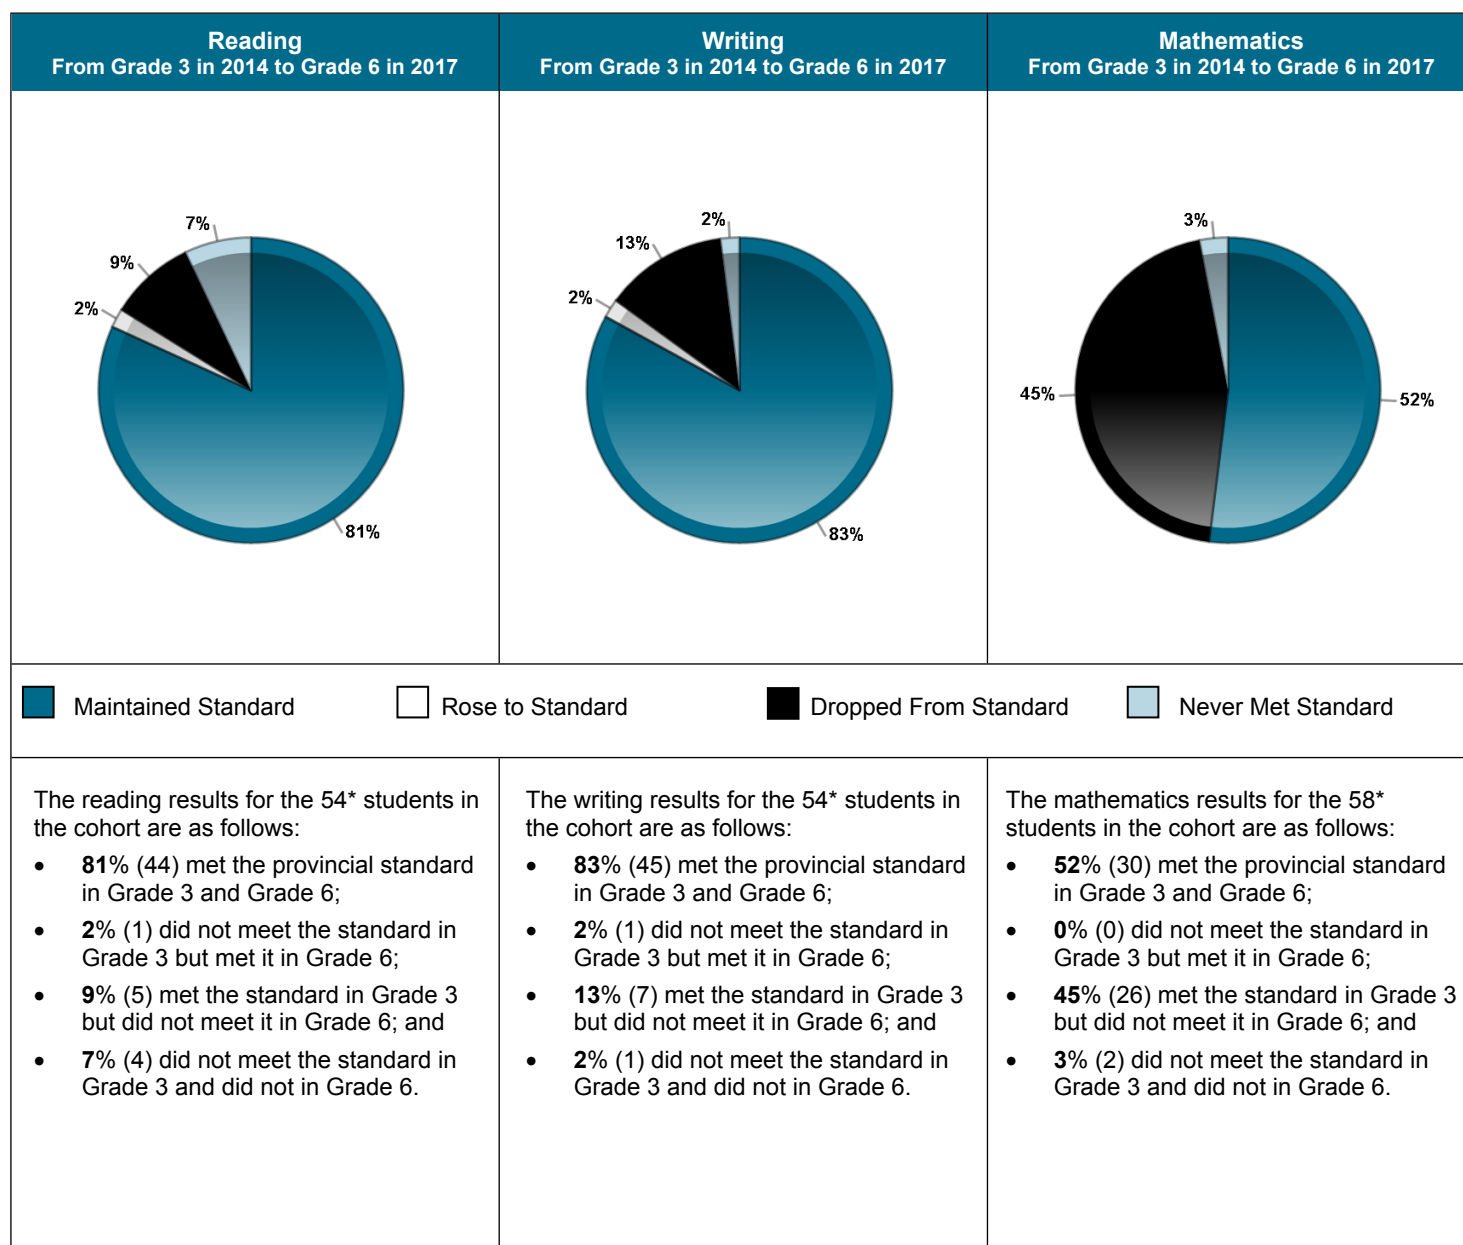 Reading
From Grade 3 in 2014 to Grade 6 in 2017
Writing
From Grade 3 in 2014 to Grade 6 in 2017
Mathematics
From Grade 3 in 2014 to Grade 6 in 2017
7%
9%
2%
81%
2%
13%
2%
83%
3%
45%
52%
Maintained Standard
Rose to Standard
Dropped From Standard
Never Met Standard
The reading results for the 54* students in
the cohort are as follows:
• 81% (44) met the provincial standard
in Grade 3 and Grade 6;
• 2% (1) did not meet the standard in
Grade 3 but met it in Grade 6;
• 9% (5) met the standard in Grade 3
but did not meet it in Grade 6; and
• 7% (4) did not meet the standard in
Grade 3 and did not in Grade 6.
The writing results for the 54* students in
the cohort are as follows:
• 83% (45) met the provincial standard
in Grade 3 and Grade 6;
• 2% (1) did not meet the standard in
Grade 3 but met it in Grade 6;
• 13% (7) met the standard in Grade 3
but did not meet it in Grade 6; and
• 2% (1) did not meet the standard in
Grade 3 and did not in Grade 6.
The mathematics results for the 58*
students in the cohort are as follows:
• 52% (30) met the provincial standard
in Grade 3 and Grade 6;
• 0% (0) did not meet the standard in
Grade 3 but met it in Grade 6;
• 45% (26) met the standard in Grade 3
but did not meet it in Grade 6; and
• 3% (2) did not meet the standard in
Grade 3 and did not in Grade 6.